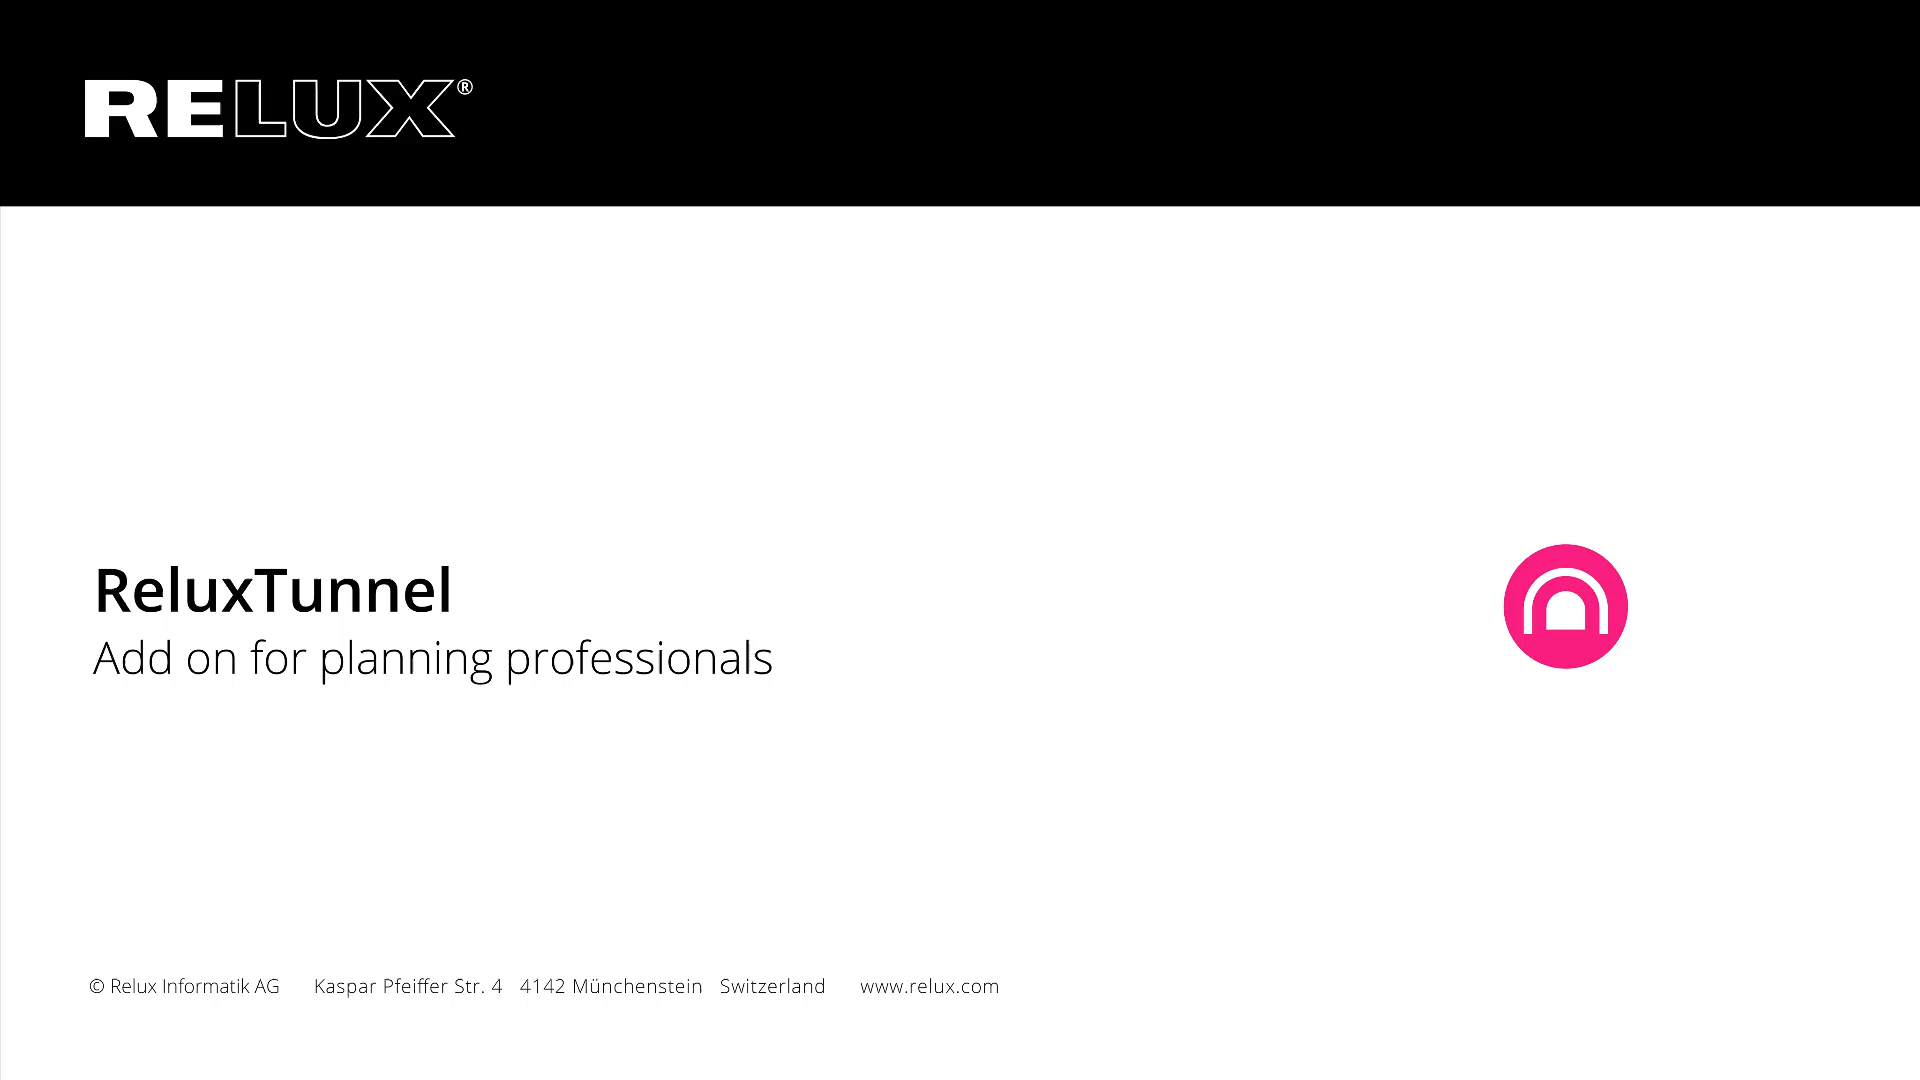 RELUX®
ReluxTunnel
Add on for planning professionals
© Relux Informatik AG Kaspar Pfeiffer Str. 4 4142 Münchenstein Switzerland www.relux.com